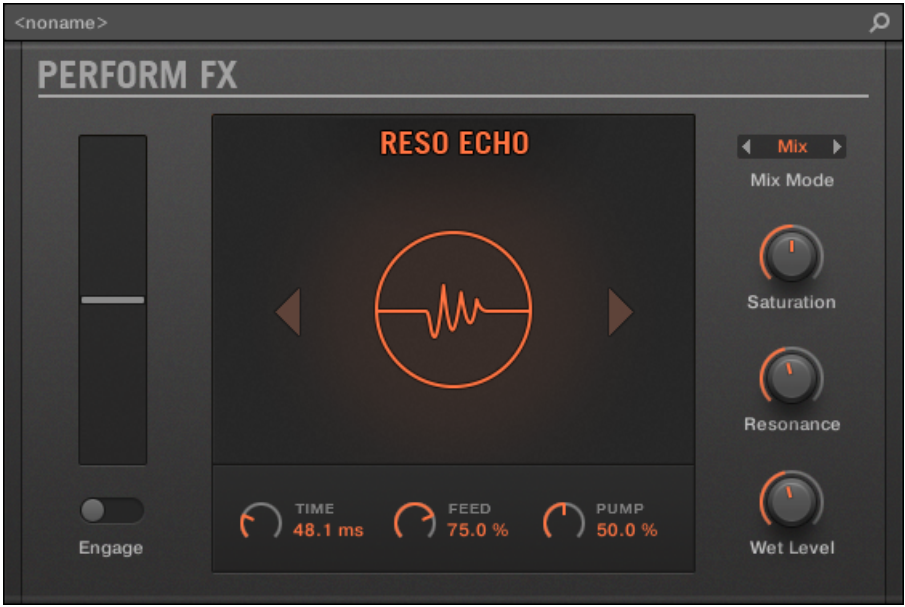 <noname>
PERFORM FX
RESO ECHO
Mix
Mix Mode
Saturation
Resonance
Wet Level
TIME
48.1 ms
FEED
75.0 %
PUMP
50.0 %
Engage